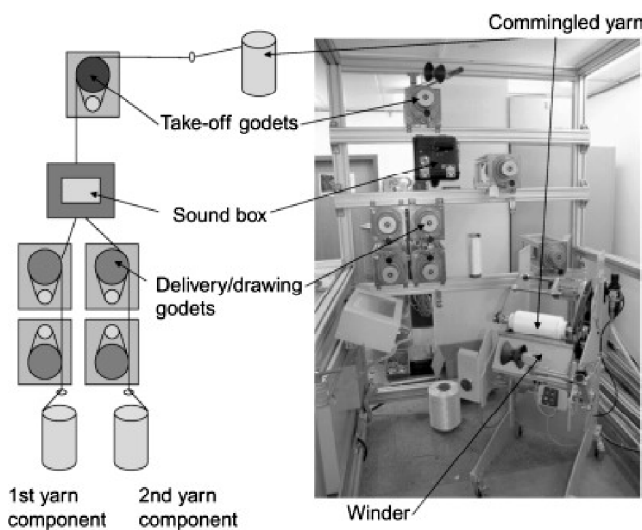 Commingled yarn
Take-off godets
Sound box
Delivery/drawing
godets
1st yarn
component
2nd yarn
component
Winder